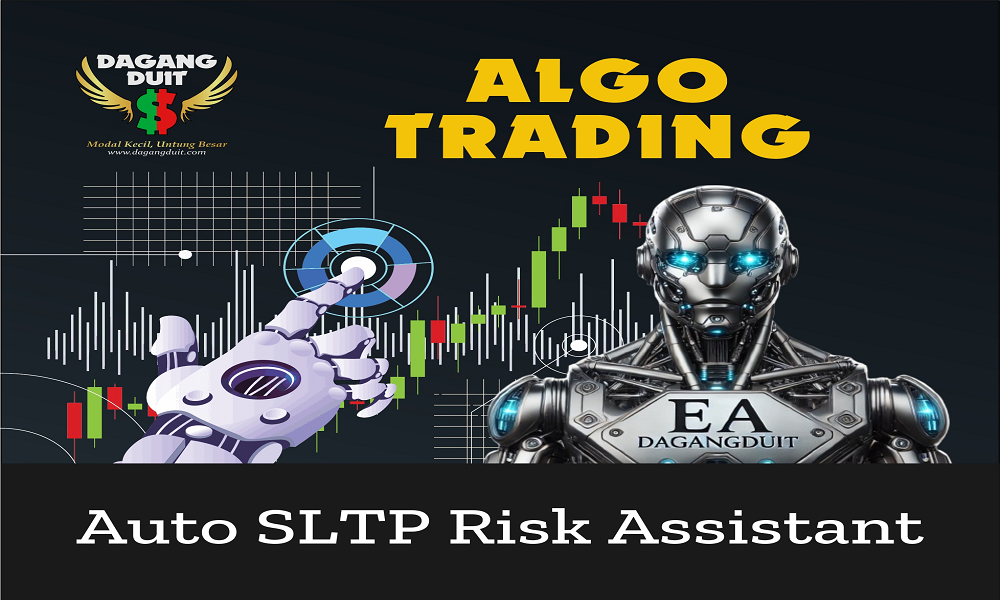 DAGANG
DUIT
$
Modal Kecil, Untung Besar
www.dagangduit.com
ALGO
TRADING
EA
DAGANGDUIT
Auto SLTP Risk Assistant